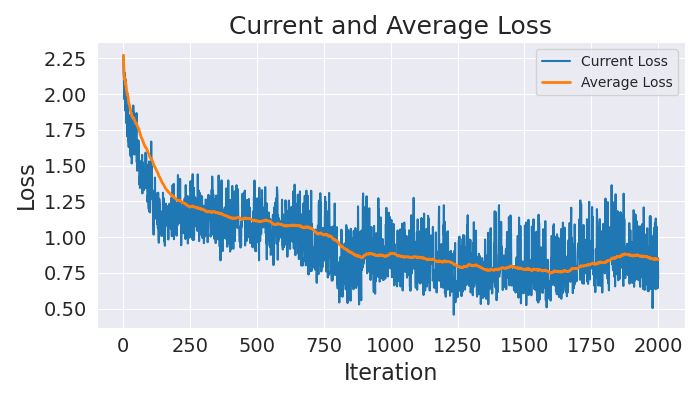 Current and Average Loss
Current Loss
Average Loss
2.25
2.00
1.75
1.50
1.25
1.00
0.75
0.50
Loss
0 250 500 750 1000 1250 1500 1750 2000
Iteration